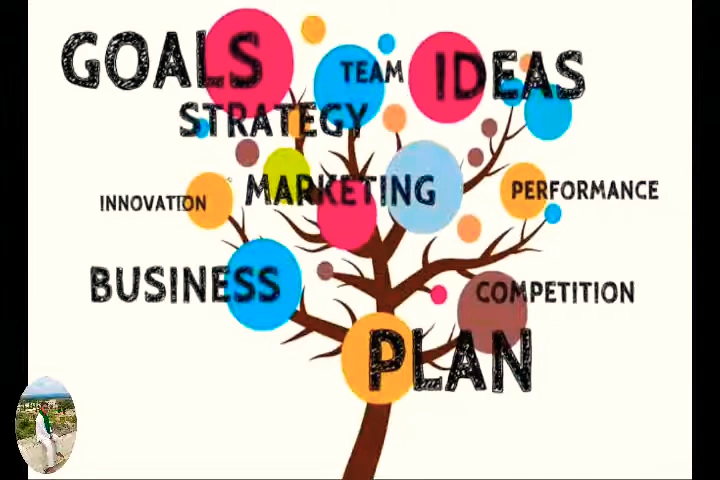 GOALS
TEAM
IDEAS
STRATEGY
MARKETING
PERFORMANCE
INNOVATION
BUSINESS
COMPETITION
PLAN